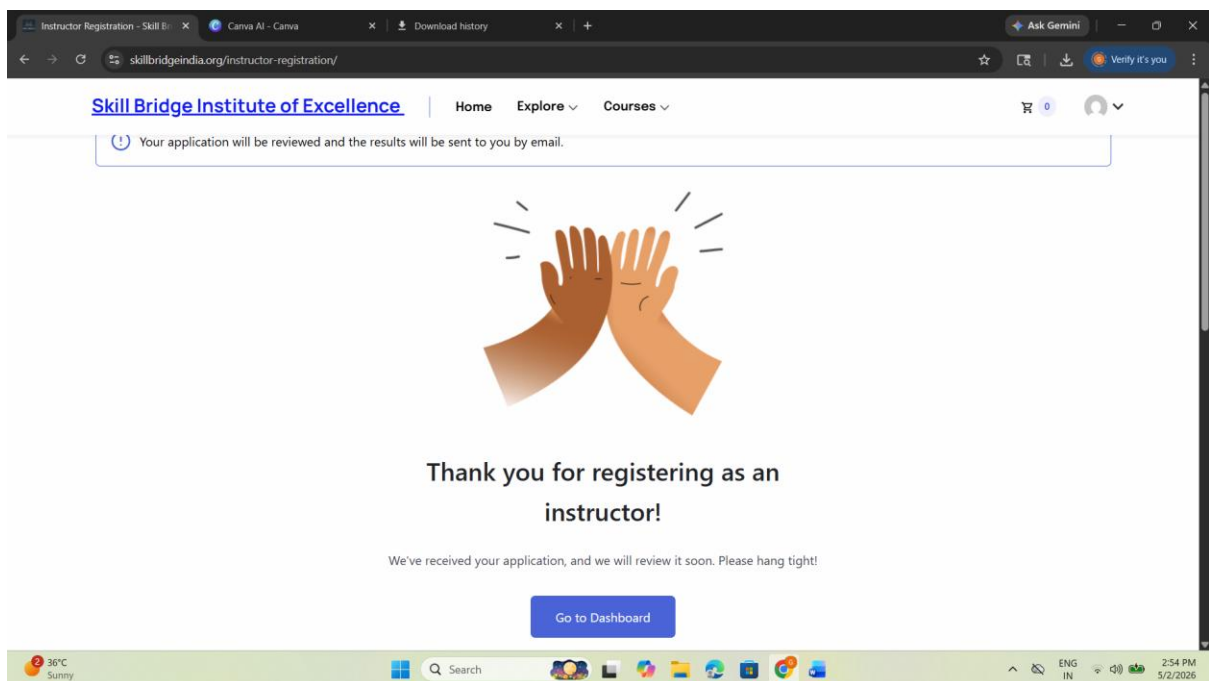 Instructor Registration - Skill Br
Canva AI - Canva
Download history
Ask Gemini
skillbridgeindia.org/instructor-registration/
Verify it's you
Skill Bridge Institute of Excellence
Home
Explore
Courses
0
Your application will be reviewed and the results will be sent to you by email.
Thank you for registering as an
instructor!
We've received your application, and we will review it soon. Please hang tight!
Go to Dashboard
2
36°C
Sunny
Search
ENG
IN
2:54 PM
5/2/2026